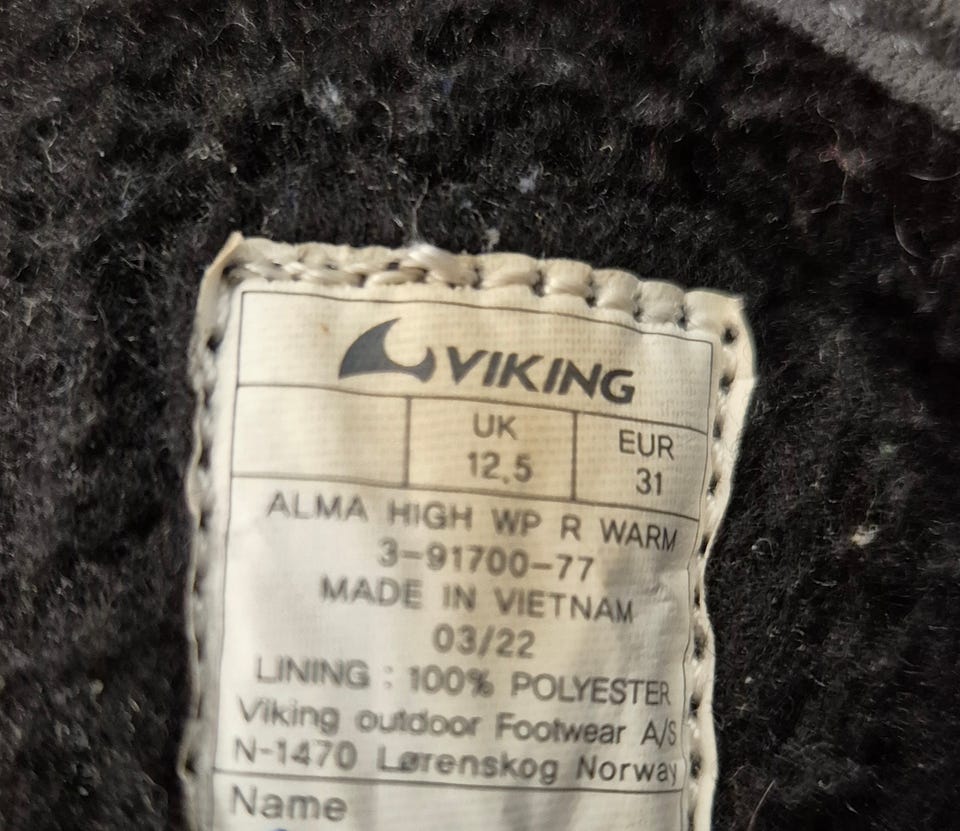 VIKING
UK EUR
12.5 31
ALMA HIGH WP R WARM
3-91700-77
MADE IN VIETNAM
03/22
LINING : 100% POLYESTER
Viking outdoor Footwear A/S
N-1470 Lørenskog Norway
Name